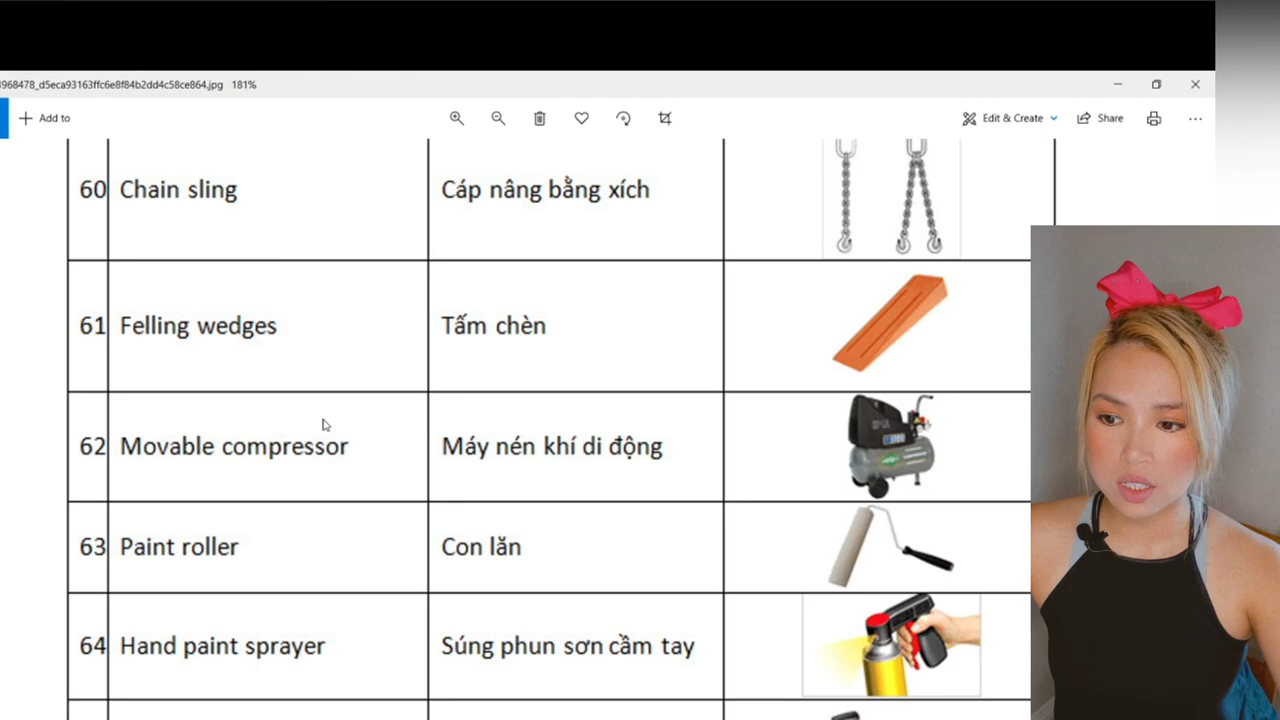 968478_d5eca93163ffc6e8f84b2dd4c58ce864.jpg 181%
Add to
Edit & Create
Share
60 Chain sling Cáp nâng bằng xích
61 Felling wedges Tấm chèn
62 Movable compressor Máy nén khí di động
63 Paint roller Con lăn
64 Hand paint sprayer Súng phun sơn cầm tay